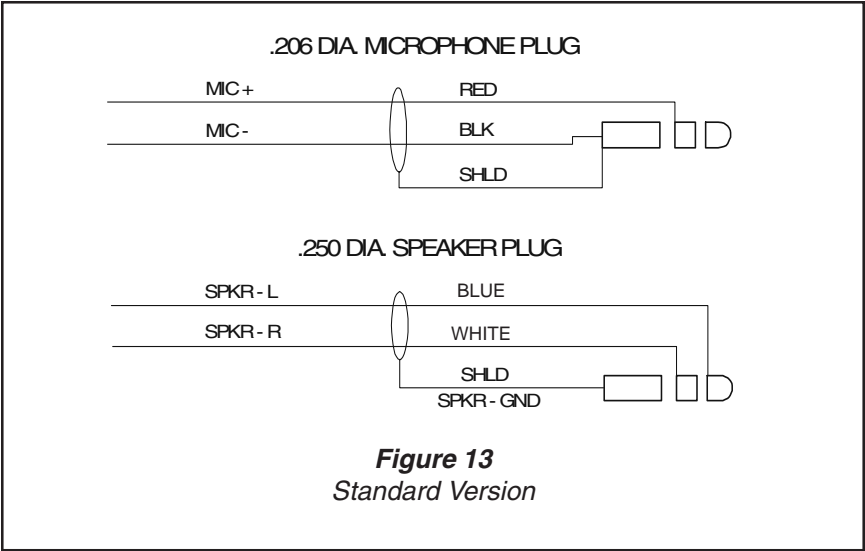 .206 DIA. MICROPHONE PLUG
MIC + RED
MIC - BLK
SHLD
.250 DIA. SPEAKER PLUG
SPKR - L BLUE
SPKR - R WHITE
SHLD
SPKR - GND
Figure 13
Standard Version